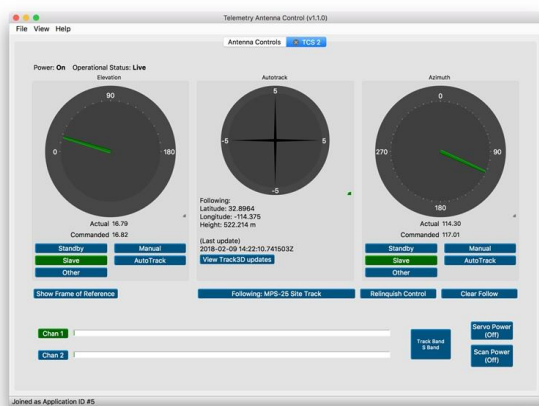 Telemetry Antenna Control (v1.1.0)
File View Help
Antenna Controls TCS 2
Power: On Operational Status: Live
Elevation
90
0
180
Actual 16.79
Commanded 16.82
Standby Manual
Slave AutoTrack
Other
Autotrack
5
-5
5
-5
Following:
Latitude: 32.8964
Longitude: -114.375
Height: 522.214 m
(Last update)
2018-02-09 14:22:10.741503Z
View Track3D updates
Azimuth
0
270
90
180
Actual 114.30
Commanded 117.01
Standby Manual
Slave AutoTrack
Other
Show Frame of Reference
Following: MPS-25 Site Track
Relinquish Control
Clear Follow
Chan 1
Chan 2
Track Band
S Band
Servo Power
(Off)
Scan Power
(Off)
Joined as Application ID #5